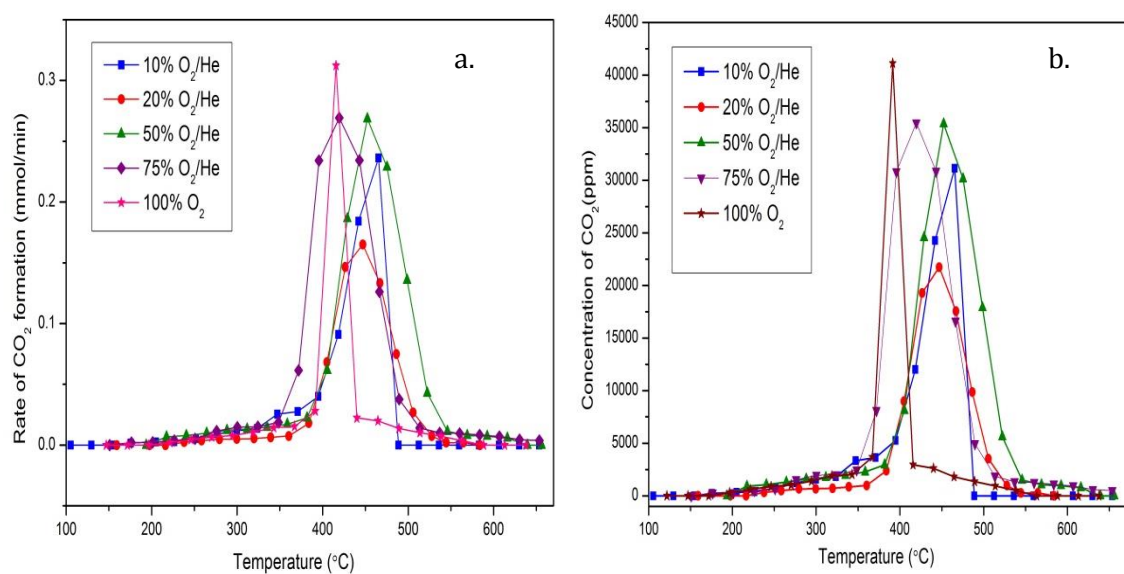 a.
0.3
0.2
0.1
0.0
Rate of CO₂ formation (mmol/min)
10% O₂/He
20% O₂/He
50% O₂/He
75% O₂/He
100% O₂
100 200 300 400 500 600
Temperature (°C)
b.
45000
40000
35000
30000
25000
20000
15000
10000
5000
0
Concentration of CO₂(ppm)
10% O₂/He
20% O₂/He
50% O₂/He
75% O₂/He
100% O₂
100 200 300 400 500 600
Temperature (°C)